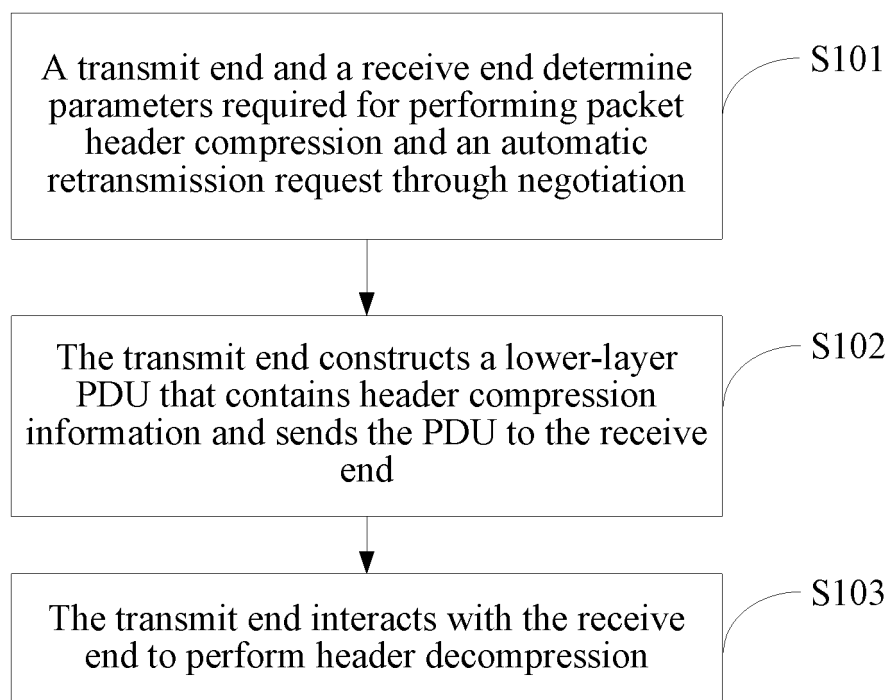 A transmit end and a receive end determine
parameters required for performing packet
header compression and an automatic
retransmission request through negotiation
S101
The transmit end constructs a lower-layer
PDU that contains header compression
information and sends the PDU to the receive
end
S102
The transmit end interacts with the receive
end to perform header decompression
S103